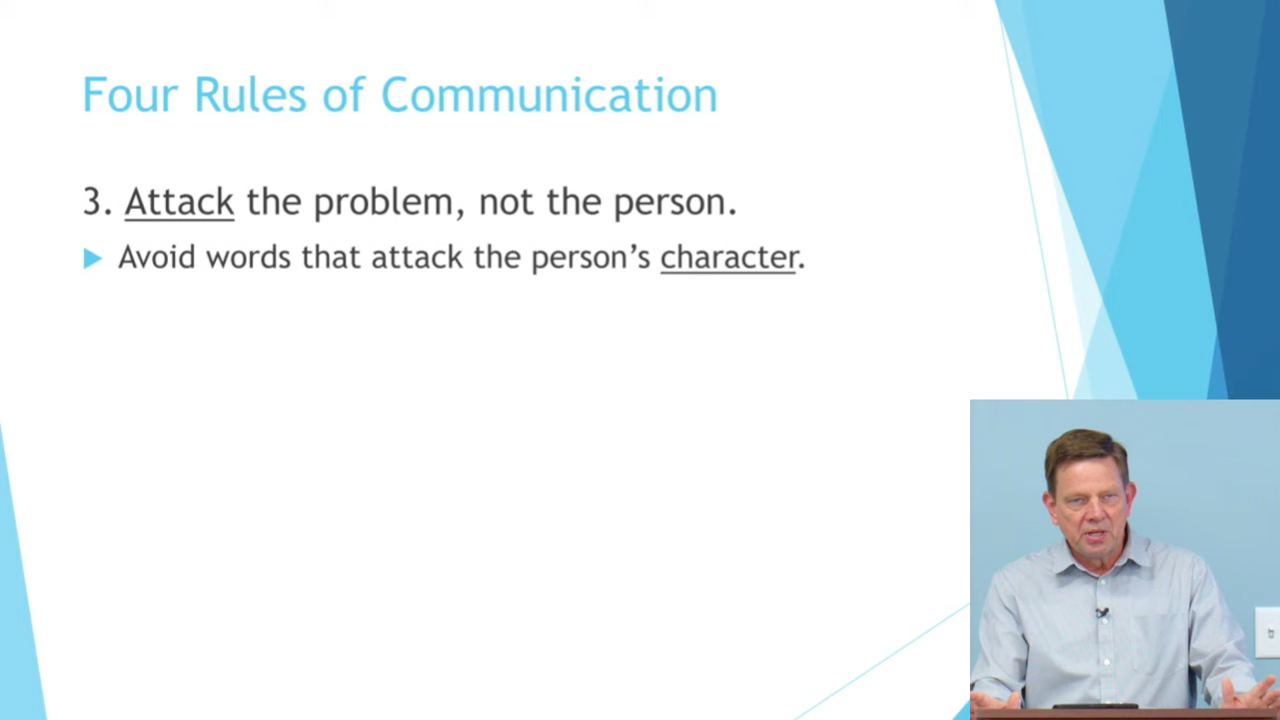 Four Rules of Communication
3. Attack the problem, not the person.
Avoid words that attack the person’s character.